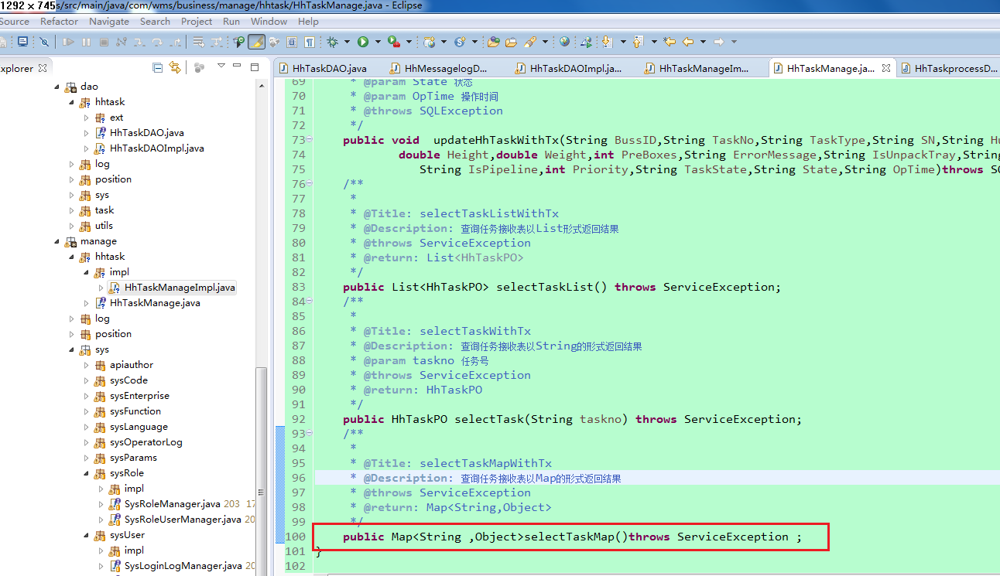 1292 x 745s/src/main/java/com/wms/business/manage/hhtask/HhTaskManage.java - Eclipse
Source Refactor Navigate Search Project Run Window Help
xplorer
dao
hhtask
ext
HhTaskDAO.java
HhTaskDAOImpl.java
log
position
sys
task
utils
manage
hhtask
impl
HhTaskManageImpl.java
HhTaskManage.java
log
position
sys
apiauthor
sysCode
sysEnterprise
sysFunction
sysLanguage
sysOperatorLog
sysParams
sysRole
impl
SysRoleManager.java 203 17
SysRoleUserManager.java 20
sysUser
impl
SysLoginLogManager.java 20
HhTaskDAO.java HhMessagelogD... HhTaskDAOImpl.ja... HhTaskManageIm... HhTaskManage.ja... HhTaskprocessD...
69 * @param State 状态
70 * @param OpTime 操作时间
71 * @throws SQLException
72 */
73 public void updateHhTaskWithTx(String BussID,String TaskNo,String TaskType,String SN,String Hu
74 double Height,double Weight,int PreBoxes,String ErrorMessage,String IsUnpackTray,String
75 String IsPipeline,int Priority,String TaskState,String State,String OpTime)throws SQ
76 /**
77 *
78 * @Title: selectTaskListWithTx
79 * @Description: 查询任务接收表以List形式返回结果
80 * @throws ServiceException
81 * @return: List<HhTaskPO>
82 */
83 public List<HhTaskPO> selectTaskList() throws ServiceException;
84 /**
85 *
86 * @Title: selectTaskWithTx
87 * @Description: 查询任务接收表以String的形式返回结果
88 * @param taskno 任务号
89 * @throws ServiceException
90 * @return: HhTaskPO
91 */
92 public HhTaskPO selectTask(String taskno) throws ServiceException;
93 /**
94 *
95 * @Title: selectTaskMapWithTx
96 * @Description: 查询任务接收表以Map的形式返回结果
97 * @throws ServiceException
98 * @return: Map<String,Object>
99 */
100 public Map<String ,Object>selectTaskMap()throws ServiceException ;
101 }
102